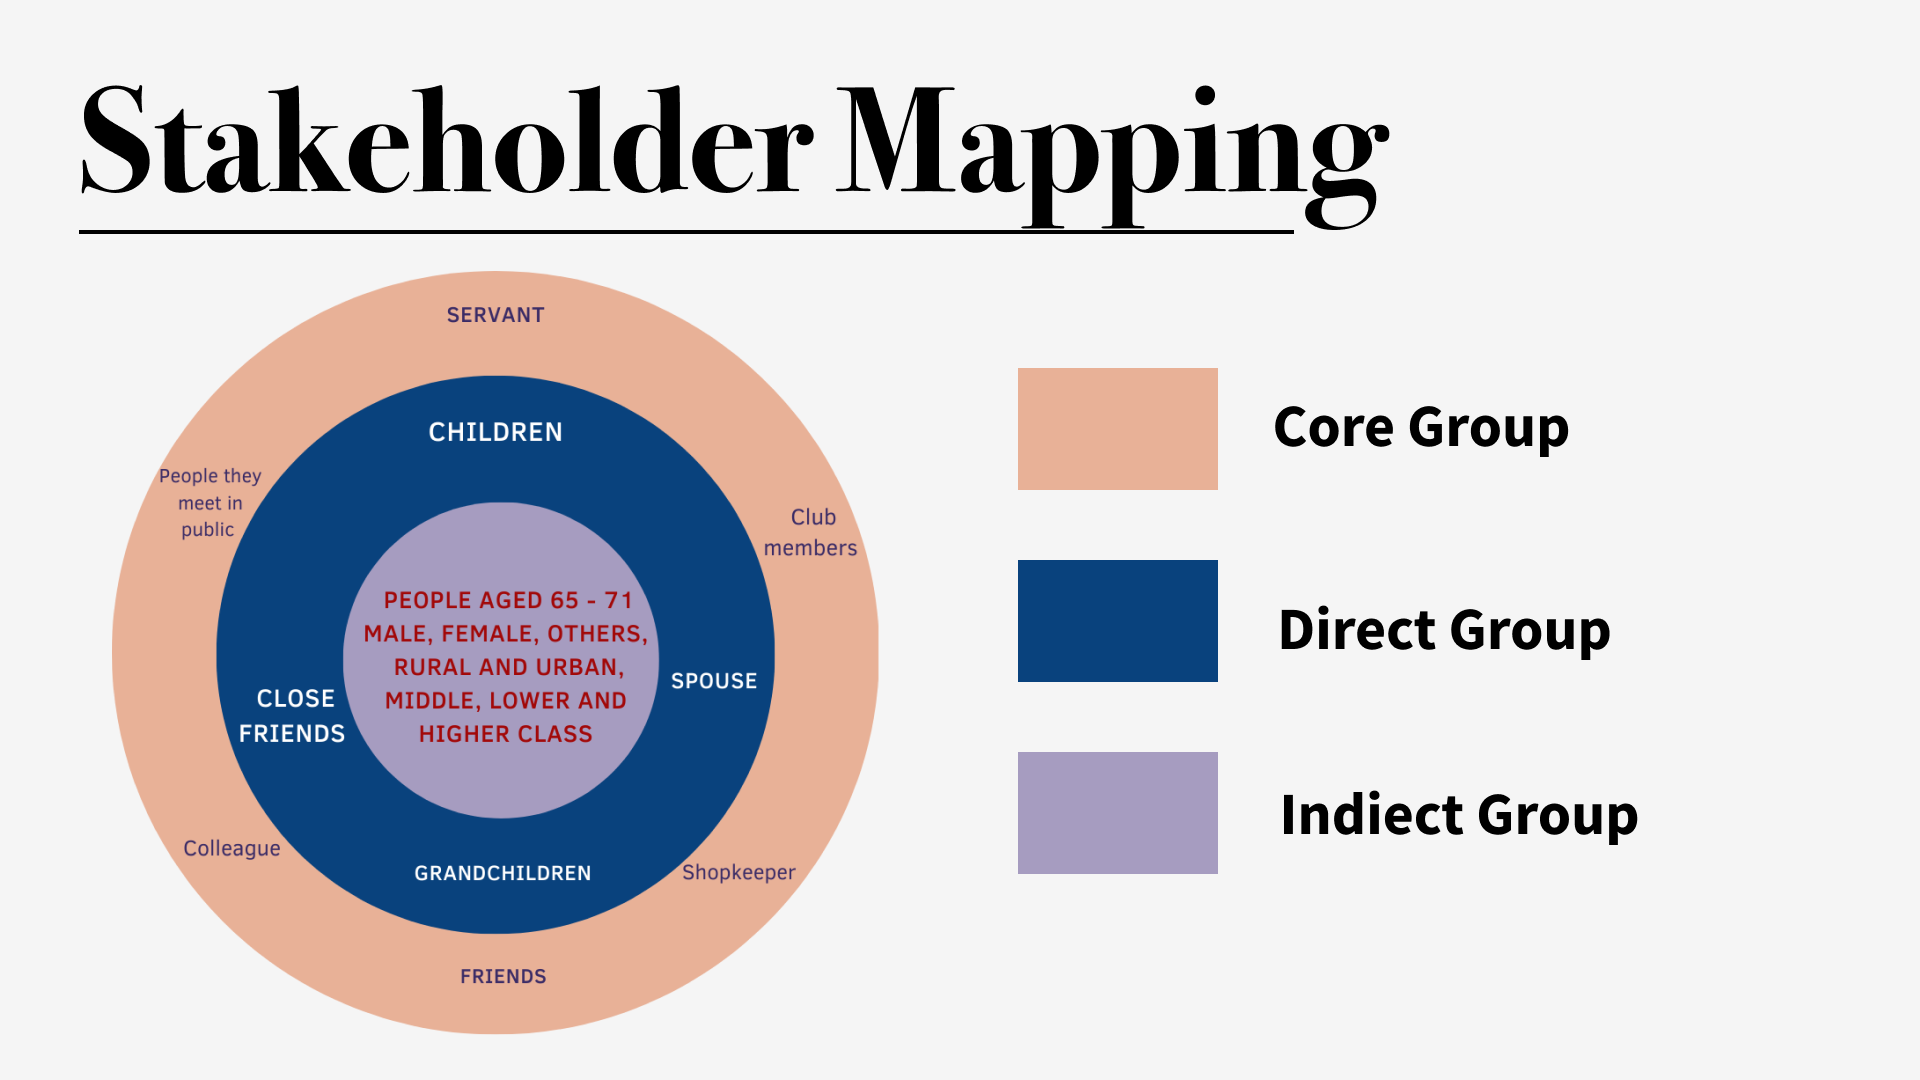 Stakeholder Mapping
SERVANT
CHILDREN
People they
meet in
public
Club
members
PEOPLE AGED 65 - 71
MALE, FEMALE, OTHERS,
RURAL AND URBAN,
MIDDLE, LOWER AND
HIGHER CLASS
SPOUSE
CLOSE
FRIENDS
Colleague
GRANDCHILDREN
Shopkeeper
FRIENDS
Core Group
Direct Group
Indiect Group